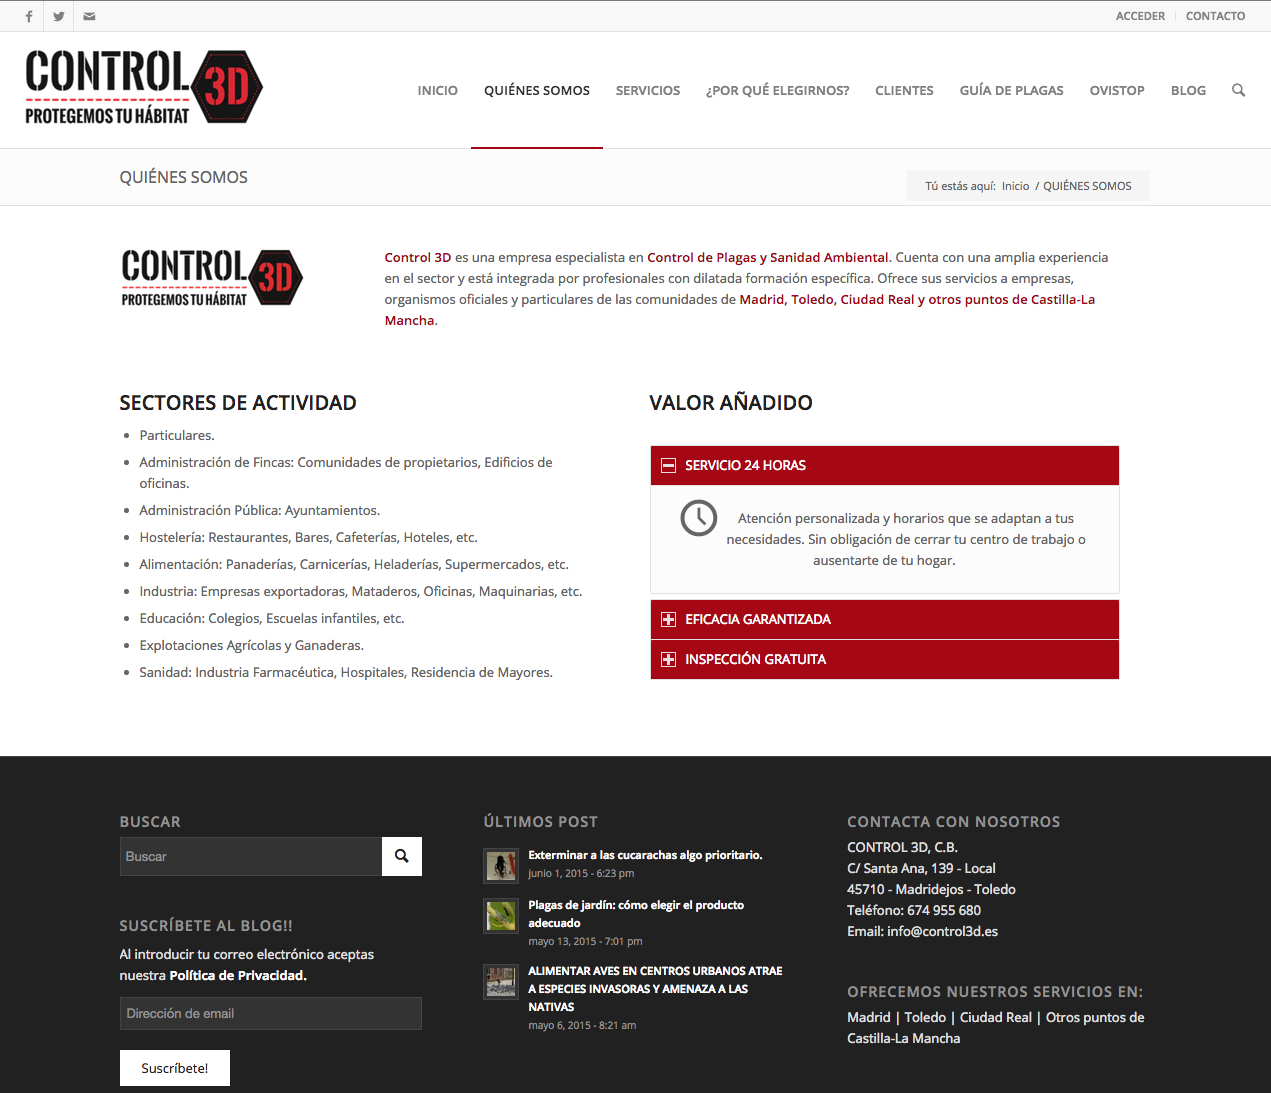 ACCEDER
CONTACTO
CONTROL 3D
PROTEGEMOS TU HÁBITAT
INICIO
QUIÉNES SOMOS
SERVICIOS
¿POR QUÉ ELEGIRNOS?
CLIENTES
GUÍA DE PLAGAS
OVISTOP
BLOG
QUIÉNES SOMOS
Tú estás aquí: Inicio / QUIÉNES SOMOS
CONTROL 3D
PROTEGEMOS TU HÁBITAT
Control 3D es una empresa especialista en Control de Plagas y Sanidad Ambiental. Cuenta con una amplia experiencia
en el sector y está integrada por profesionales con dilatada formación específica. Ofrece sus servicios a empresas,
organismos oficiales y particulares de las comunidades de Madrid, Toledo, Ciudad Real y otros puntos de Castilla-La
Mancha.
SECTORES DE ACTIVIDAD
• Particulares.
• Administración de Fincas: Comunidades de propietarios, Edificios de
oficinas.
• Administración Pública: Ayuntamientos.
• Hostelería: Restaurantes, Bares, Cafeterías, Hoteles, etc.
• Alimentación: Panaderías, Carnicerías, Heladerías, Supermercados, etc.
• Industria: Empresas exportadoras, Mataderos, Oficinas, Maquinarias, etc.
• Educación: Colegios, Escuelas infantiles, etc.
• Explotaciones Agrícolas y Ganaderas.
• Sanidad: Industria Farmacéutica, Hospitales, Residencia de Mayores.
VALOR AÑADIDO
SERVICIO 24 HORAS
Atención personalizada y horarios que se adaptan a tus
necesidades. Sin obligación de cerrar tu centro de trabajo o
ausentarte de tu hogar.
EFICACIA GARANTIZADA
INSPECCIÓN GRATUITA
BUSCAR
Buscar
SUSCRÍBETE AL BLOG!!
Al introducir tu correo electrónico aceptas
nuestra Política de Privacidad.
Dirección de email
Suscríbete!
ÚLTIMOS POST
Exterminar a las cucarachas algo prioritario.
junio 1, 2015 - 6:23 pm
Plagas de jardín: cómo elegir el producto
adecuado
mayo 13, 2015 - 7:01 pm
ALIMENTAR AVES EN CENTROS URBANOS ATRAE
A ESPECIES INVASORAS Y AMENAZA A LAS
NATIVAS
mayo 6, 2015 - 8:21 am
CONTACTA CON NOSOTROS
CONTROL 3D, C.B.
C/ Santa Ana, 139 - Local
45710 - Madridejos - Toledo
Teléfono: 674 955 680
Email: info@control3d.es
OFRECEMOS NUESTROS SERVICIOS EN:
Madrid | Toledo | Ciudad Real | Otros puntos de
Castilla-La Mancha